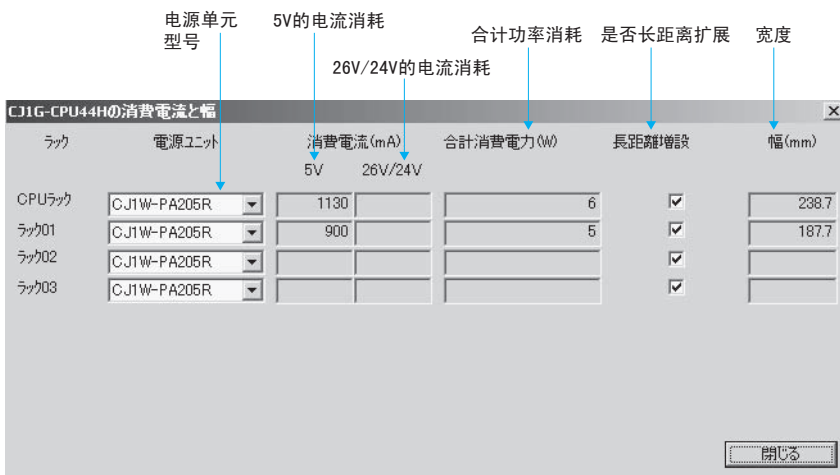 电源单元
型号
5V的电流消耗
26V/24V的电流消耗
合计功率消耗
是否长距离扩展
宽度
CJ1G-CPU44Hの消費電流と幅
ラック 電源ユニット 消費電流(mA) 合計消費電力(W) 長距離増設 幅(mm)
5V 26V/24V
CPUラック CJ1W-PA205R 1130 6 238.7
ラック01 CJ1W-PA205R 900 5 187.7
ラック02 CJ1W-PA205R
ラック03 CJ1W-PA205R
閉じる